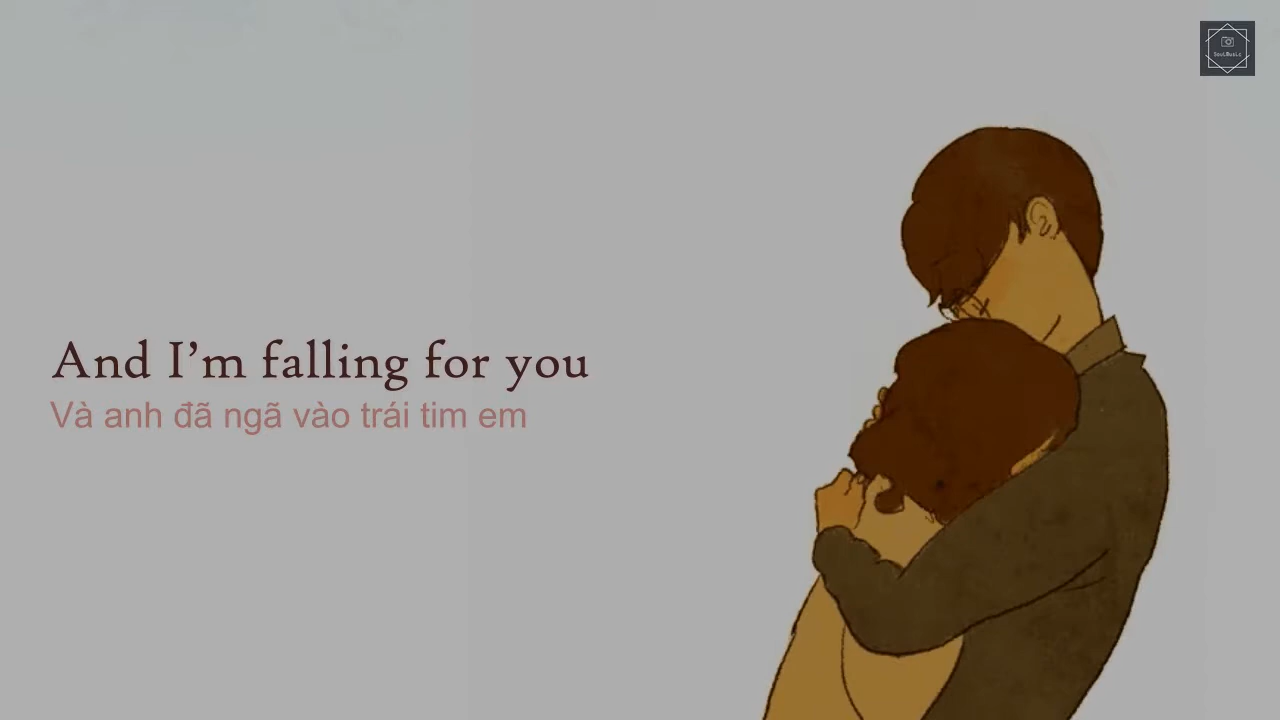 And I’m falling for you
Và anh đã ngã vào trái tim em